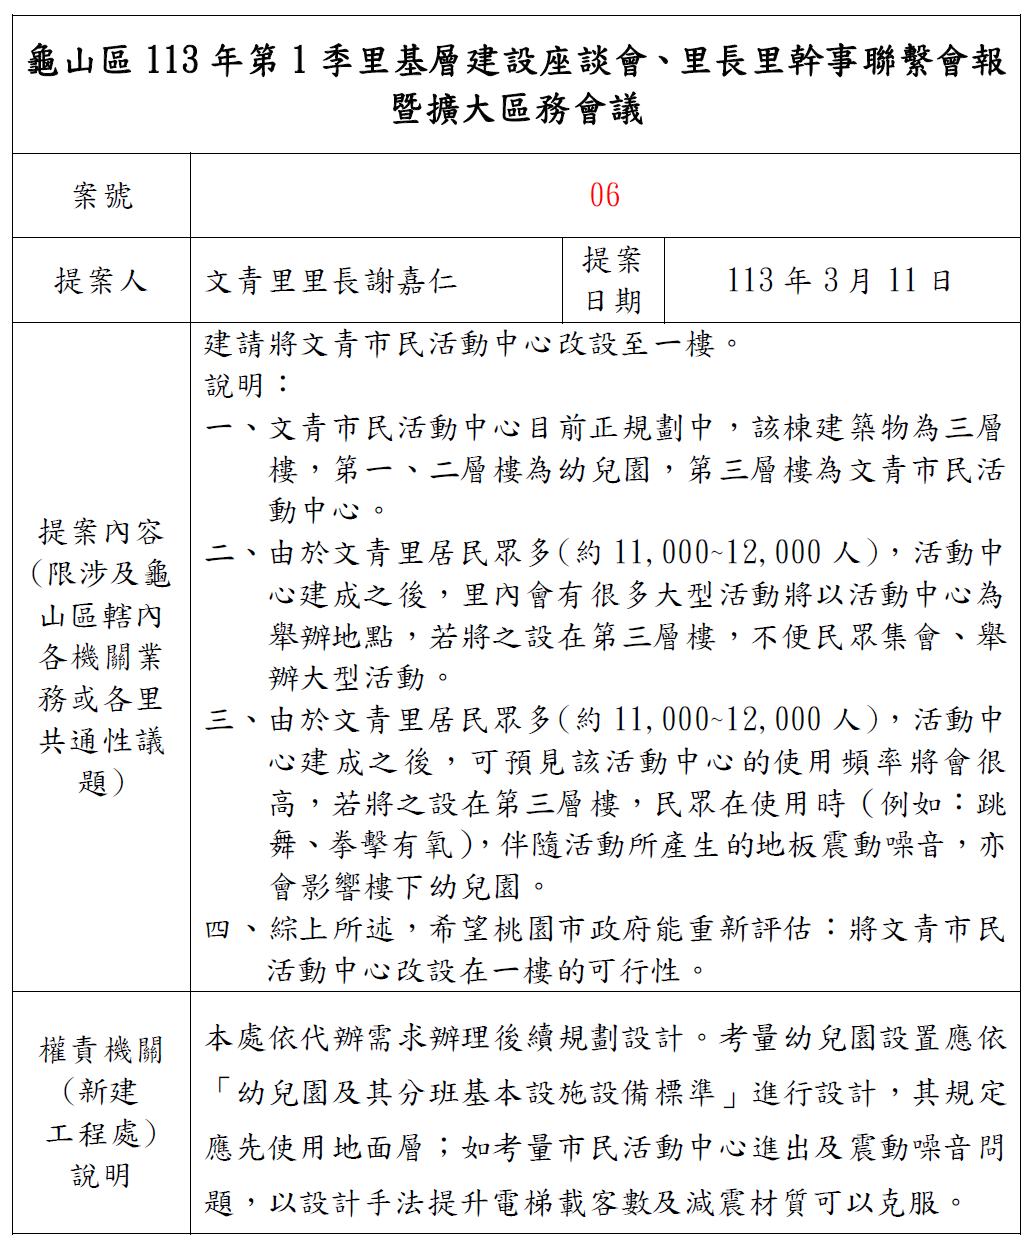 龜山區 113 年第 1 季里基層建設座談會、里長里幹事聯繫會報
暨擴大區務會議
案號
06
提案人
文青里里長謝嘉仁
提案
日期
113 年 3 月 11 日
提案內容
(限涉及龜
山區轄內
各機關業
務或各里
共通性議
題)
建請將文青市民活動中心改設至一樓。
說明：
一、文青市民活動中心目前正規劃中，該棟建築物為三層
樓，第一、二層樓為幼兒園，第三層樓為文青市民活
動中心。
二、由於文青里居民眾多(約 11,000~12,000 人)，活動中
心建成之後，里內會有很多大型活動將以活動中心為
舉辦地點，若將之設在第三層樓，不便民眾集會、舉
辦大型活動。
三、由於文青里居民眾多(約 11,000~12,000 人)，活動中
心建成之後，可預見該活動中心的使用頻率將會很
高，若將之設在第三層樓，民眾在使用時（例如：跳
舞、拳擊有氧），伴隨活動所產生的地板震動噪音，亦
會影響樓下幼兒園。
四、綜上所述，希望桃園市政府能重新評估：將文青市民
活動中心改設在一樓的可行性。
權責機關
（新建
工程處）
說明
本處依代辦需求辦理後續規劃設計。考量幼兒園設置應依
「幼兒園及其分班基本設施設備標準」進行設計，其規定
應先使用地面層；如考量市民活動中心進出及震動噪音問
題，以設計手法提升電梯載客數及減震材質可以克服。